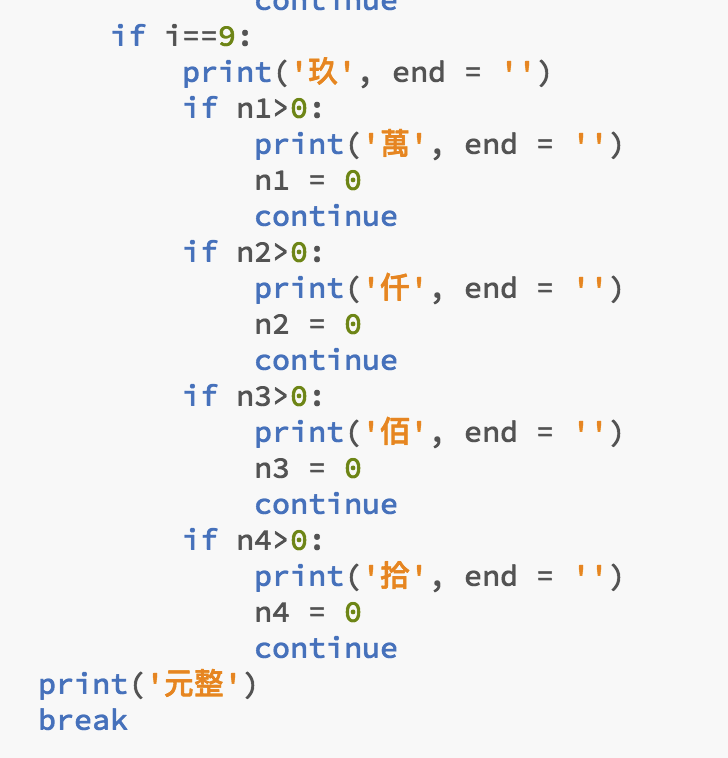 continue
if i==9:
print('玖', end = '')
if n1>0:
print('萬', end = '')
n1 = 0
continue
if n2>0:
print('仟', end = '')
n2 = 0
continue
if n3>0:
print('佰', end = '')
n3 = 0
continue
if n4>0:
print('拾', end = '')
n4 = 0
continue
print('元整')
break